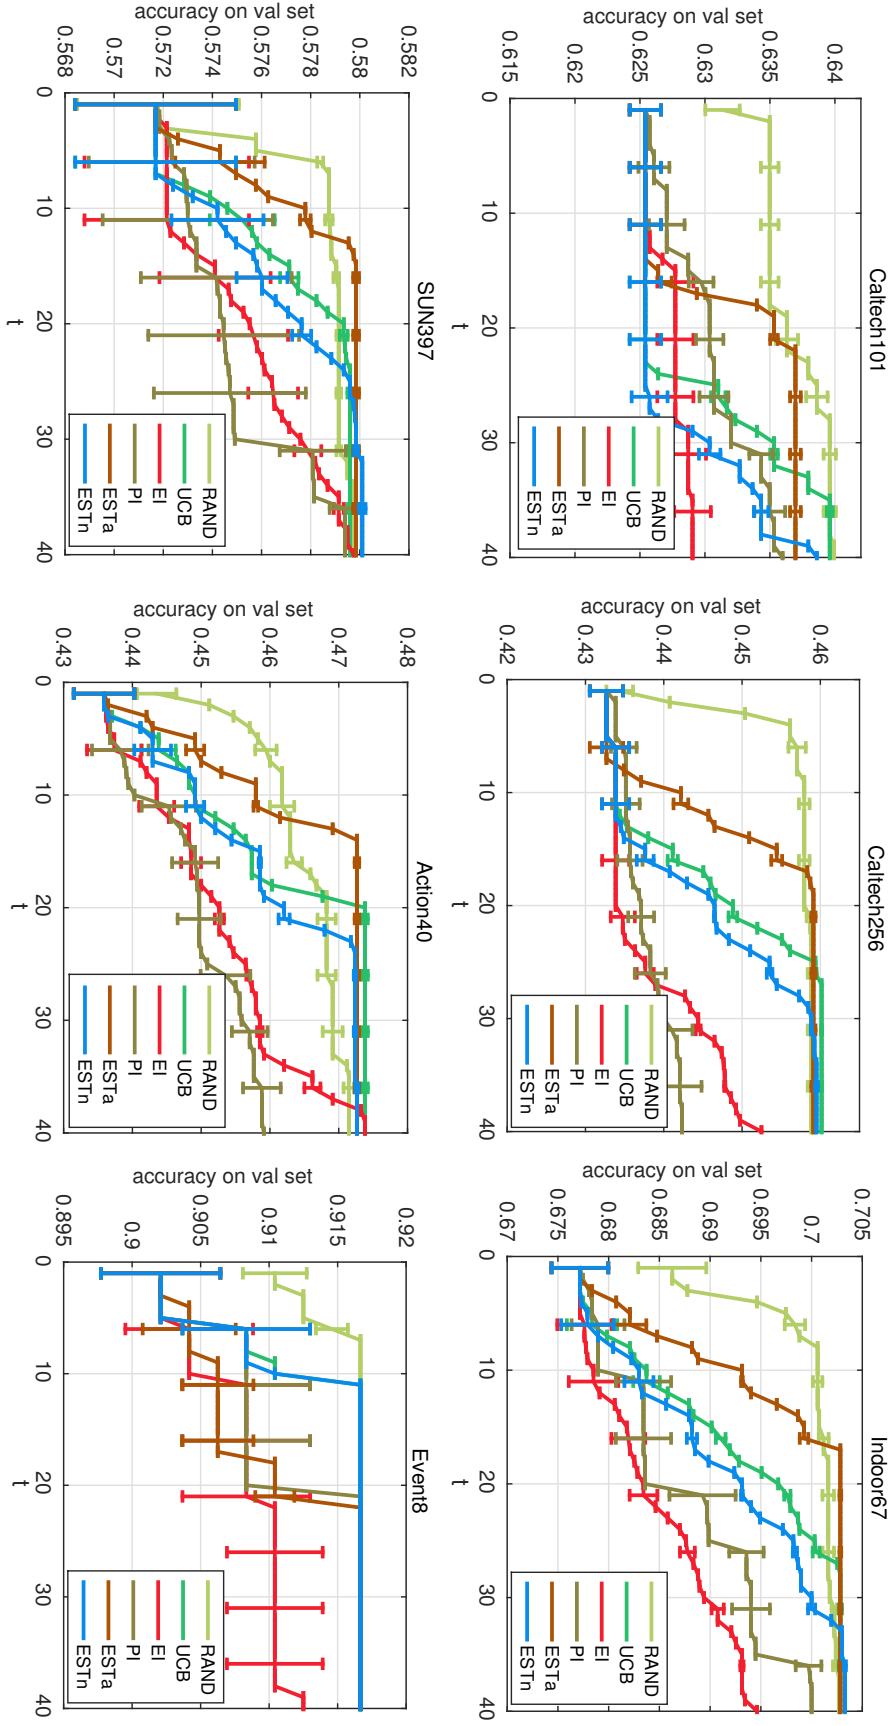 Caltech101
accuracy on val set
0.64
0.635
0.63
0.625
0.62
0.615
0 10 20 30 40
t
RAND
UCB
EI
PI
ESTa
ESTn
Caltech256
accuracy on val set
0.46
0.45
0.44
0.43
0.42
0 10 20 30 40
t
RAND
UCB
EI
PI
ESTa
ESTn
Indoor67
accuracy on val set
0.705
0.7
0.695
0.69
0.685
0.68
0.675
0.67
0 10 20 30 40
t
RAND
UCB
EI
PI
ESTa
ESTn
SUN397
accuracy on val set
0.582
0.58
0.578
0.576
0.574
0.572
0.57
0.568
0 10 20 30 40
t
RAND
UCB
EI
PI
ESTa
ESTn
Action40
accuracy on val set
0.48
0.47
0.46
0.45
0.44
0.43
0 10 20 30 40
t
RAND
UCB
EI
PI
ESTa
ESTn
Event8
accuracy on val set
0.92
0.915
0.91
0.905
0.9
0.895
0 10 20 30 40
t
RAND
UCB
EI
PI
ESTa
ESTn